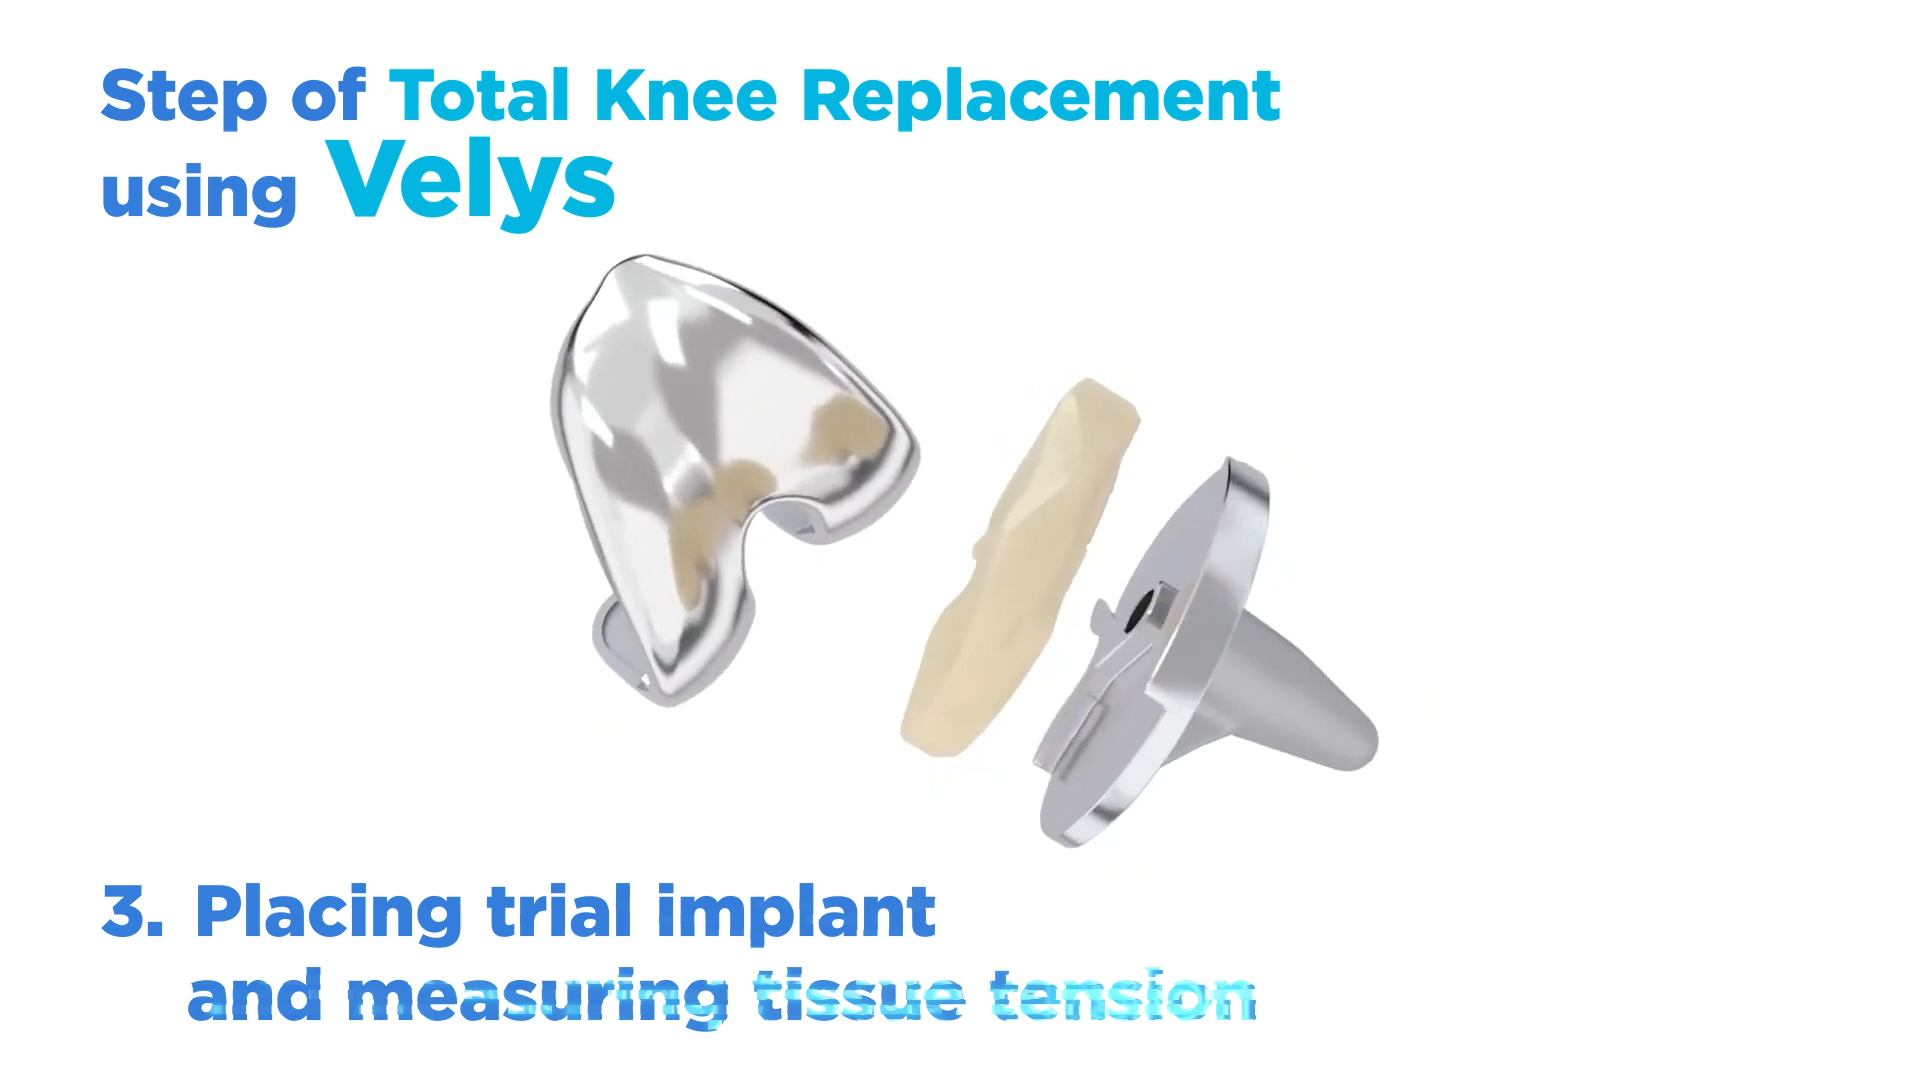 Step of Total Knee Replacement
using Velys
3. Placing trial implant
and measuring tissue tension